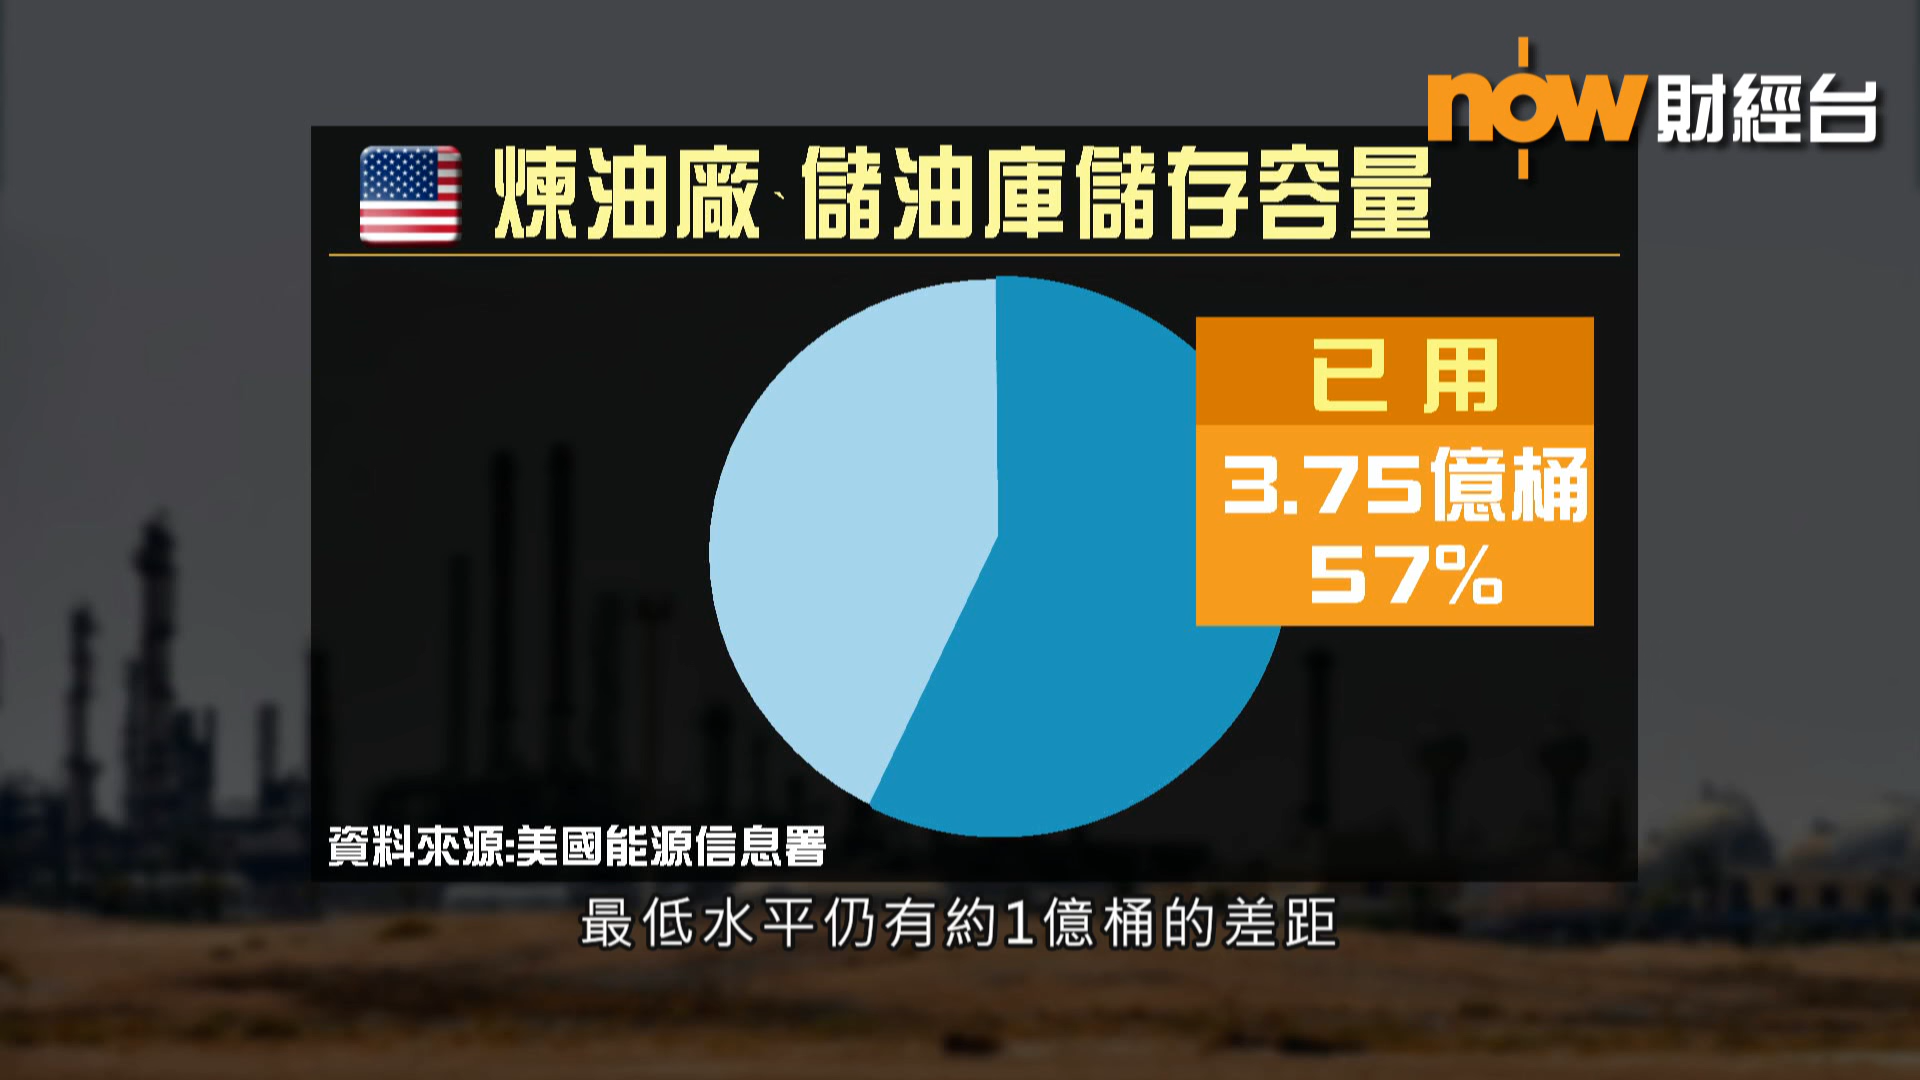 now財經台
煉油廠、儲油庫儲存容量
已用
3.75億桶
57%
資料來源:美國能源信息署
最低水平仍有約1億桶的差距